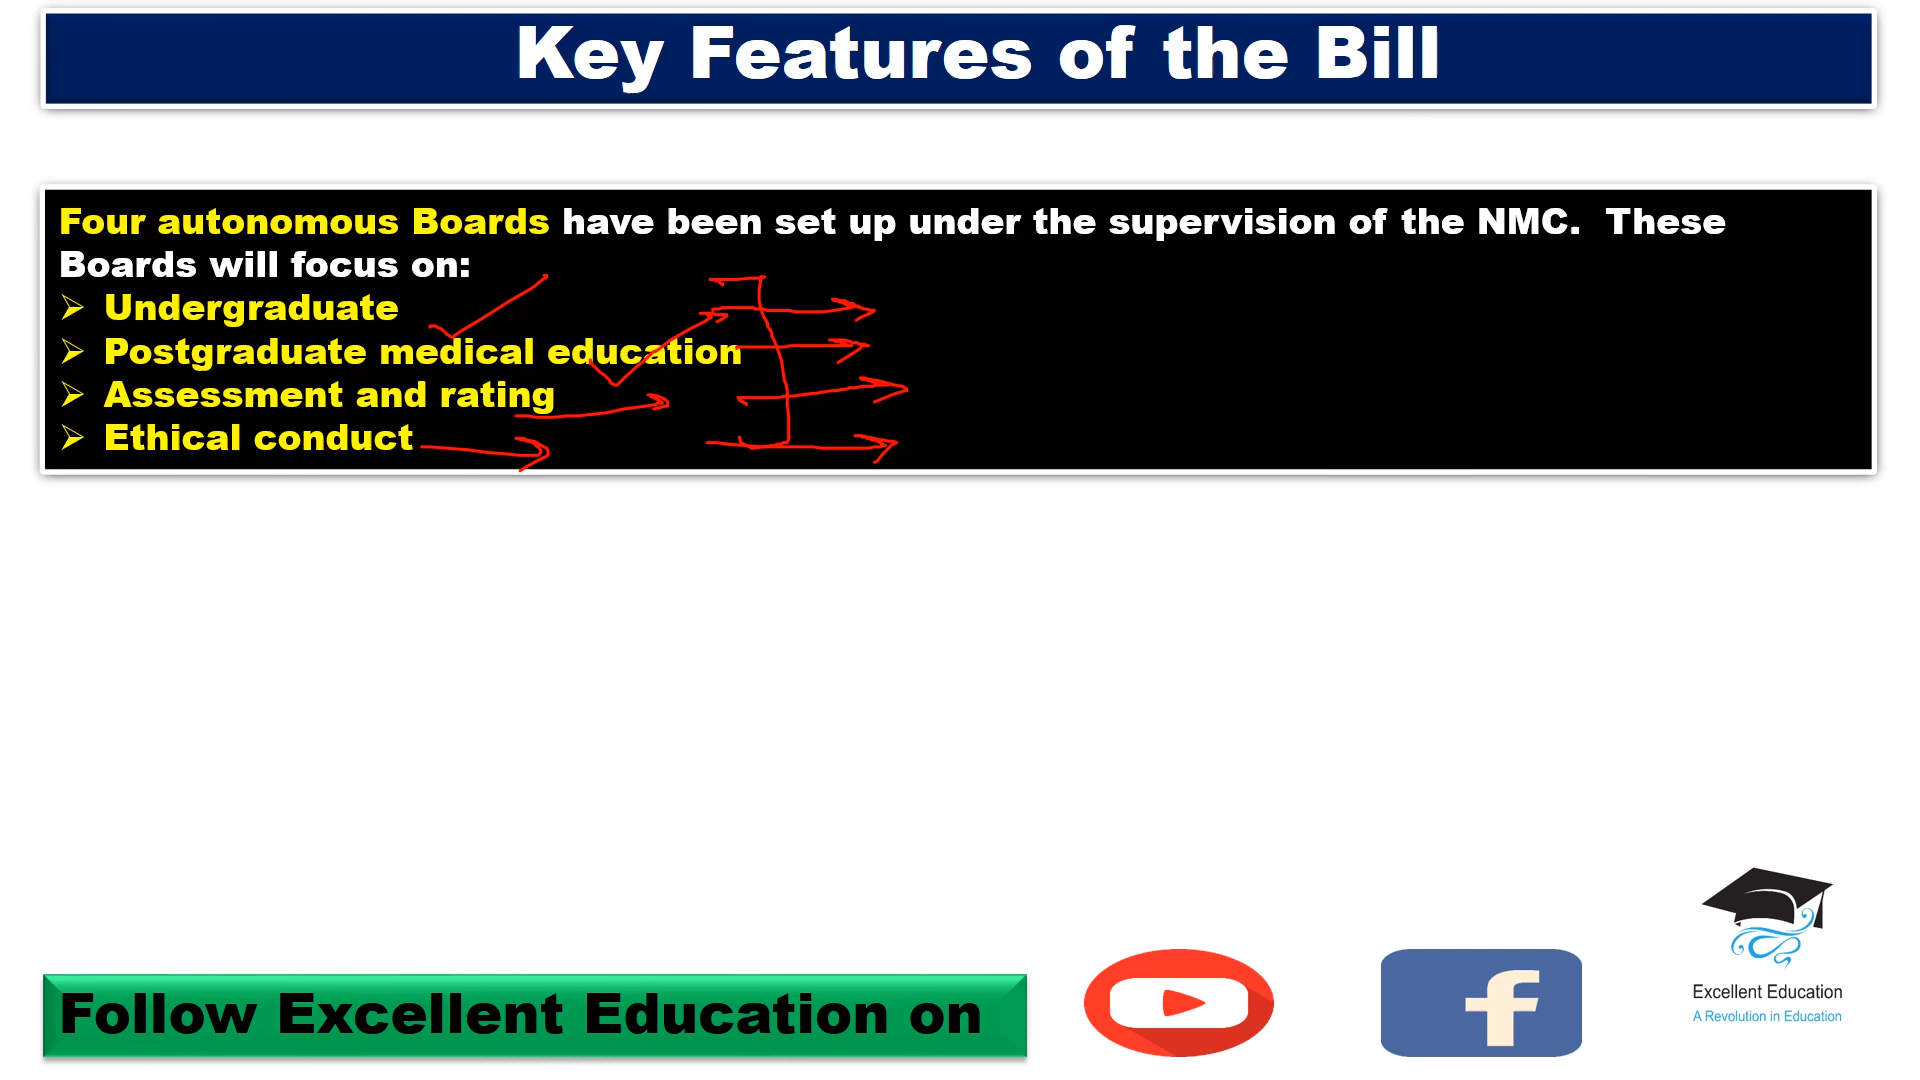 Key Features of the Bill
Four autonomous Boards have been set up under the supervision of the NMC. These
Boards will focus on:
Undergraduate
Postgraduate medical education
Assessment and rating
Ethical conduct
Follow Excellent Education on
f
Excellent Education
A Revolution in Education